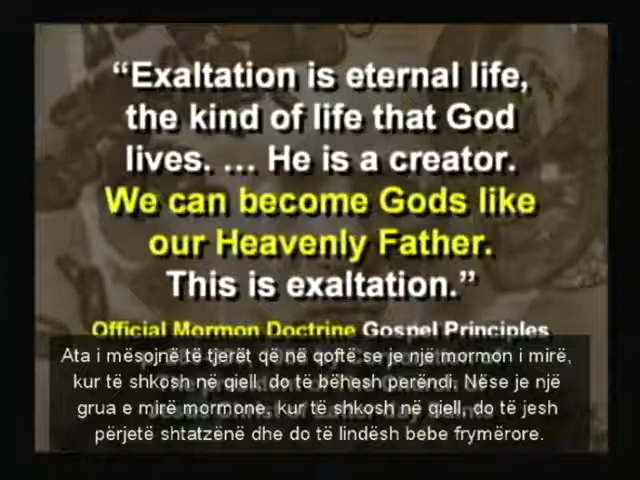 “Exaltation is eternal life,
the kind of life that God
lives. … He is a creator.
We can become Gods like
our Heavenly Father.
This is exaltation.”
Official Mormon Doctrine Gospel Principles
Ata i mësojnë të tjerët që në qoftë se je një mormon i mirë,
kur të shkosh në qiell, do të bëhesh perëndi. Nëse je një
grua e mirë mormone, kur të shkosh në qiell, do të jesh
përjetë shtatzënë dhe do të lindësh bebe frymërore.